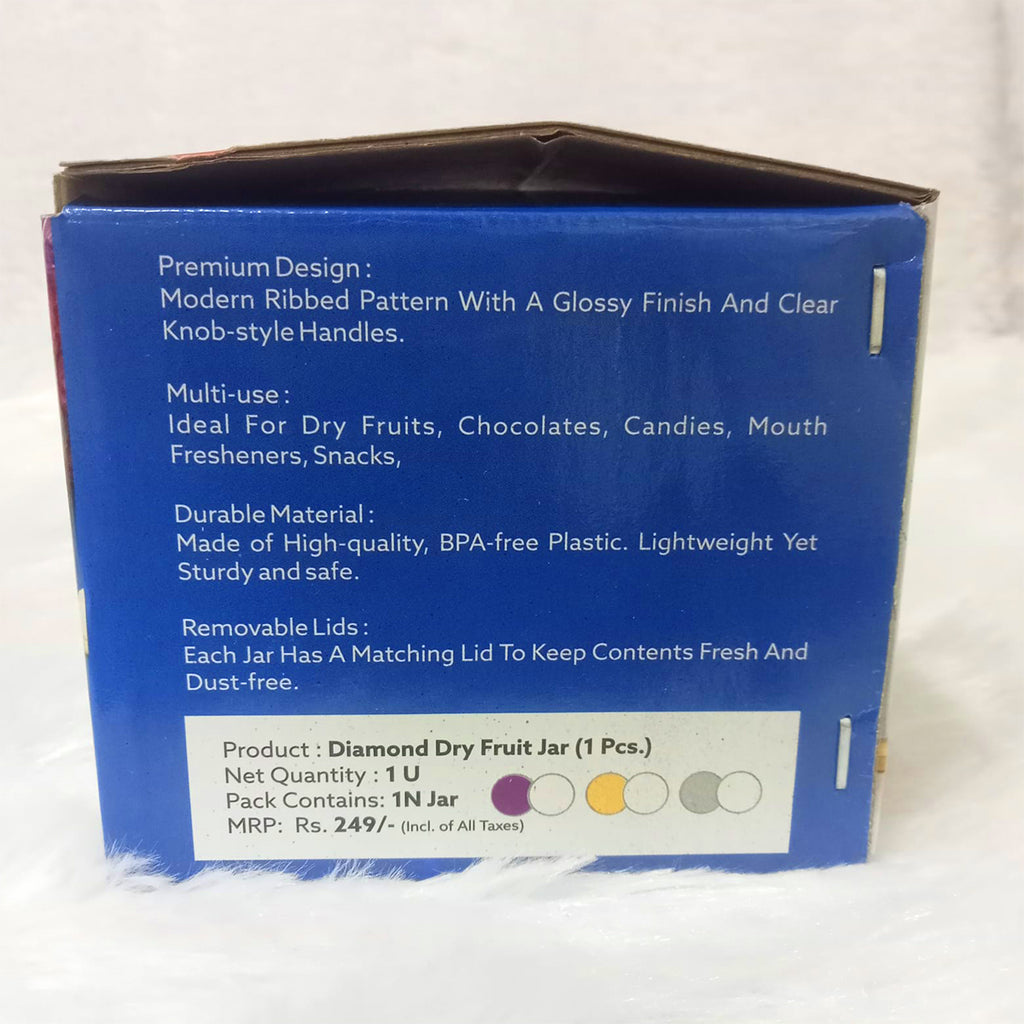 Premium Design :
Modern Ribbed Pattern With A Glossy Finish And Clear
Knob-style Handles.
Multi-use :
Ideal For Dry Fruits, Chocolates, Candies, Mouth
Fresheners, Snacks,
Durable Material :
Made of High-quality, BPA-free Plastic. Lightweight Yet
Sturdy and safe.
Removable Lids :
Each Jar Has A Matching Lid To Keep Contents Fresh And
Dust-free.
Product : Diamond Dry Fruit Jar (1 Pcs.)
Net Quantity : 1 U
Pack Contains: 1N Jar
MRP: Rs. 249/- (Incl. of All Taxes)